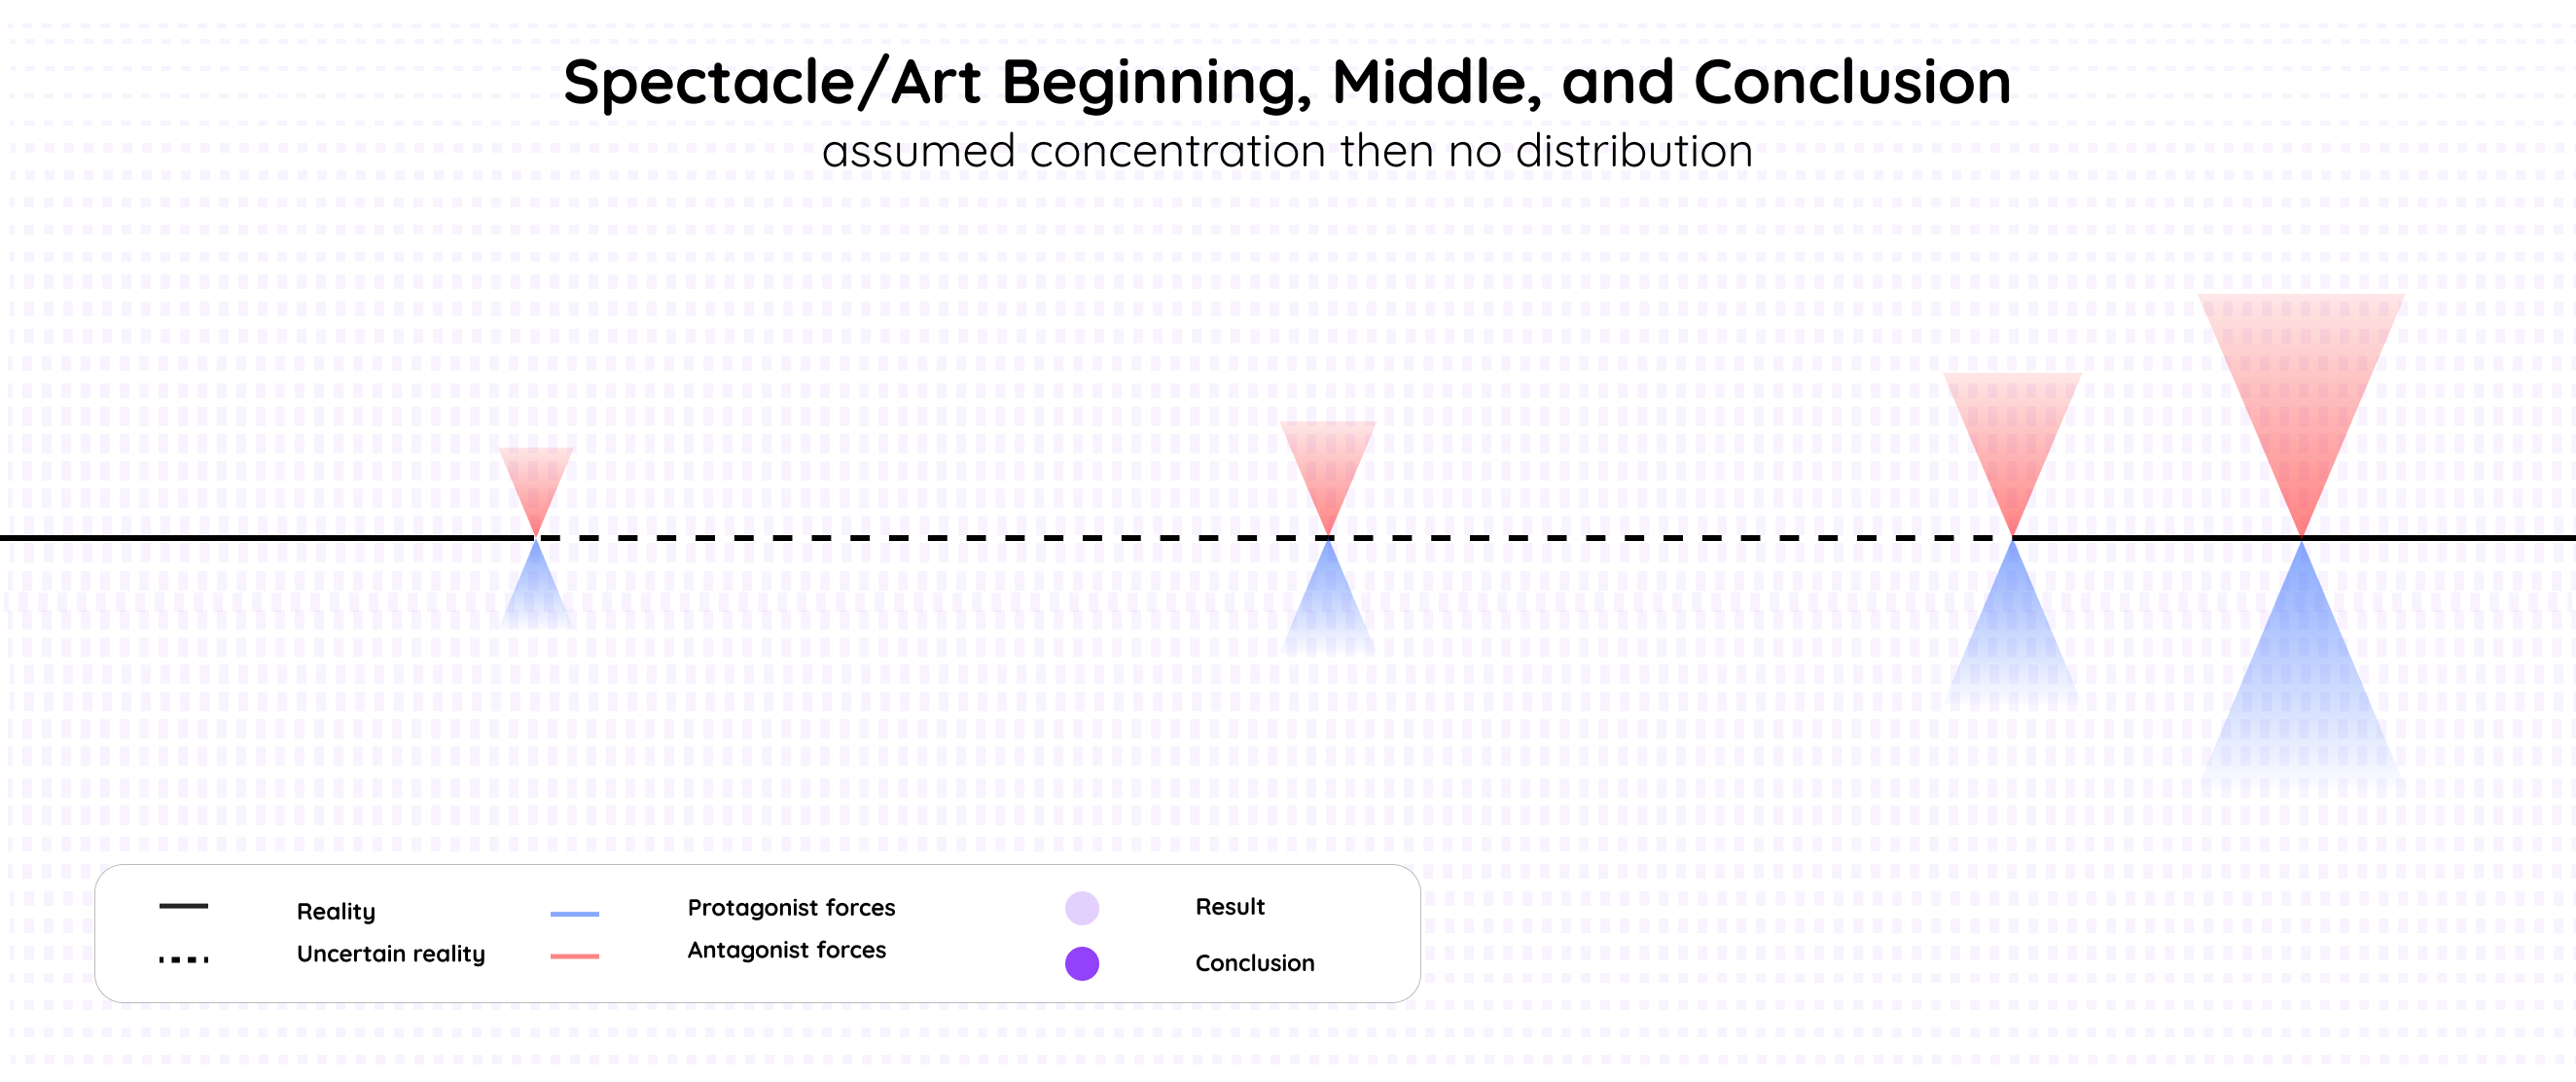 Spectacle/Art Beginning, Middle, and Conclusion
assumed concentration then no distribution
Reality
Uncertain reality
Protagonist forces
Antagonist forces
Result
Conclusion